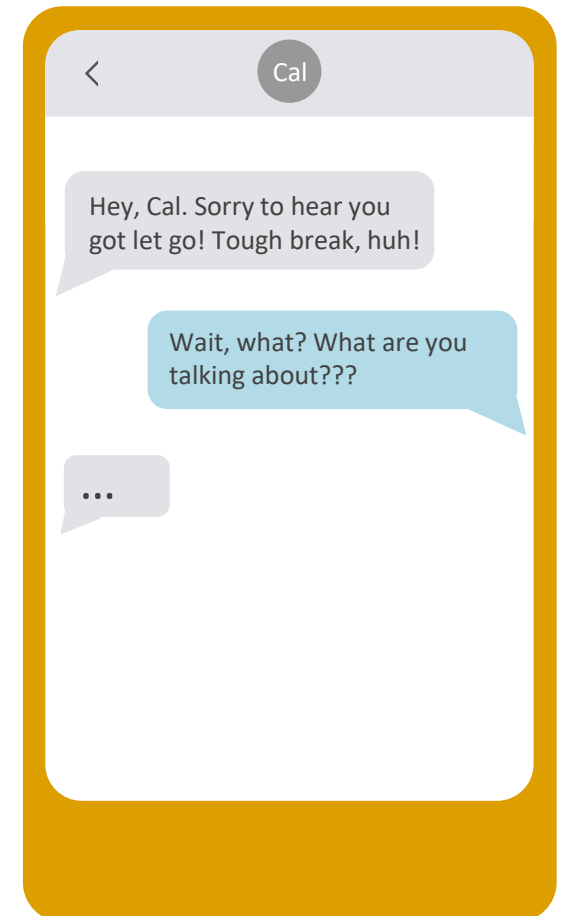 Cal
Hey, Cal. Sorry to hear you
got let go! Tough break, huh!
Wait, what? What are you
talking about???
...